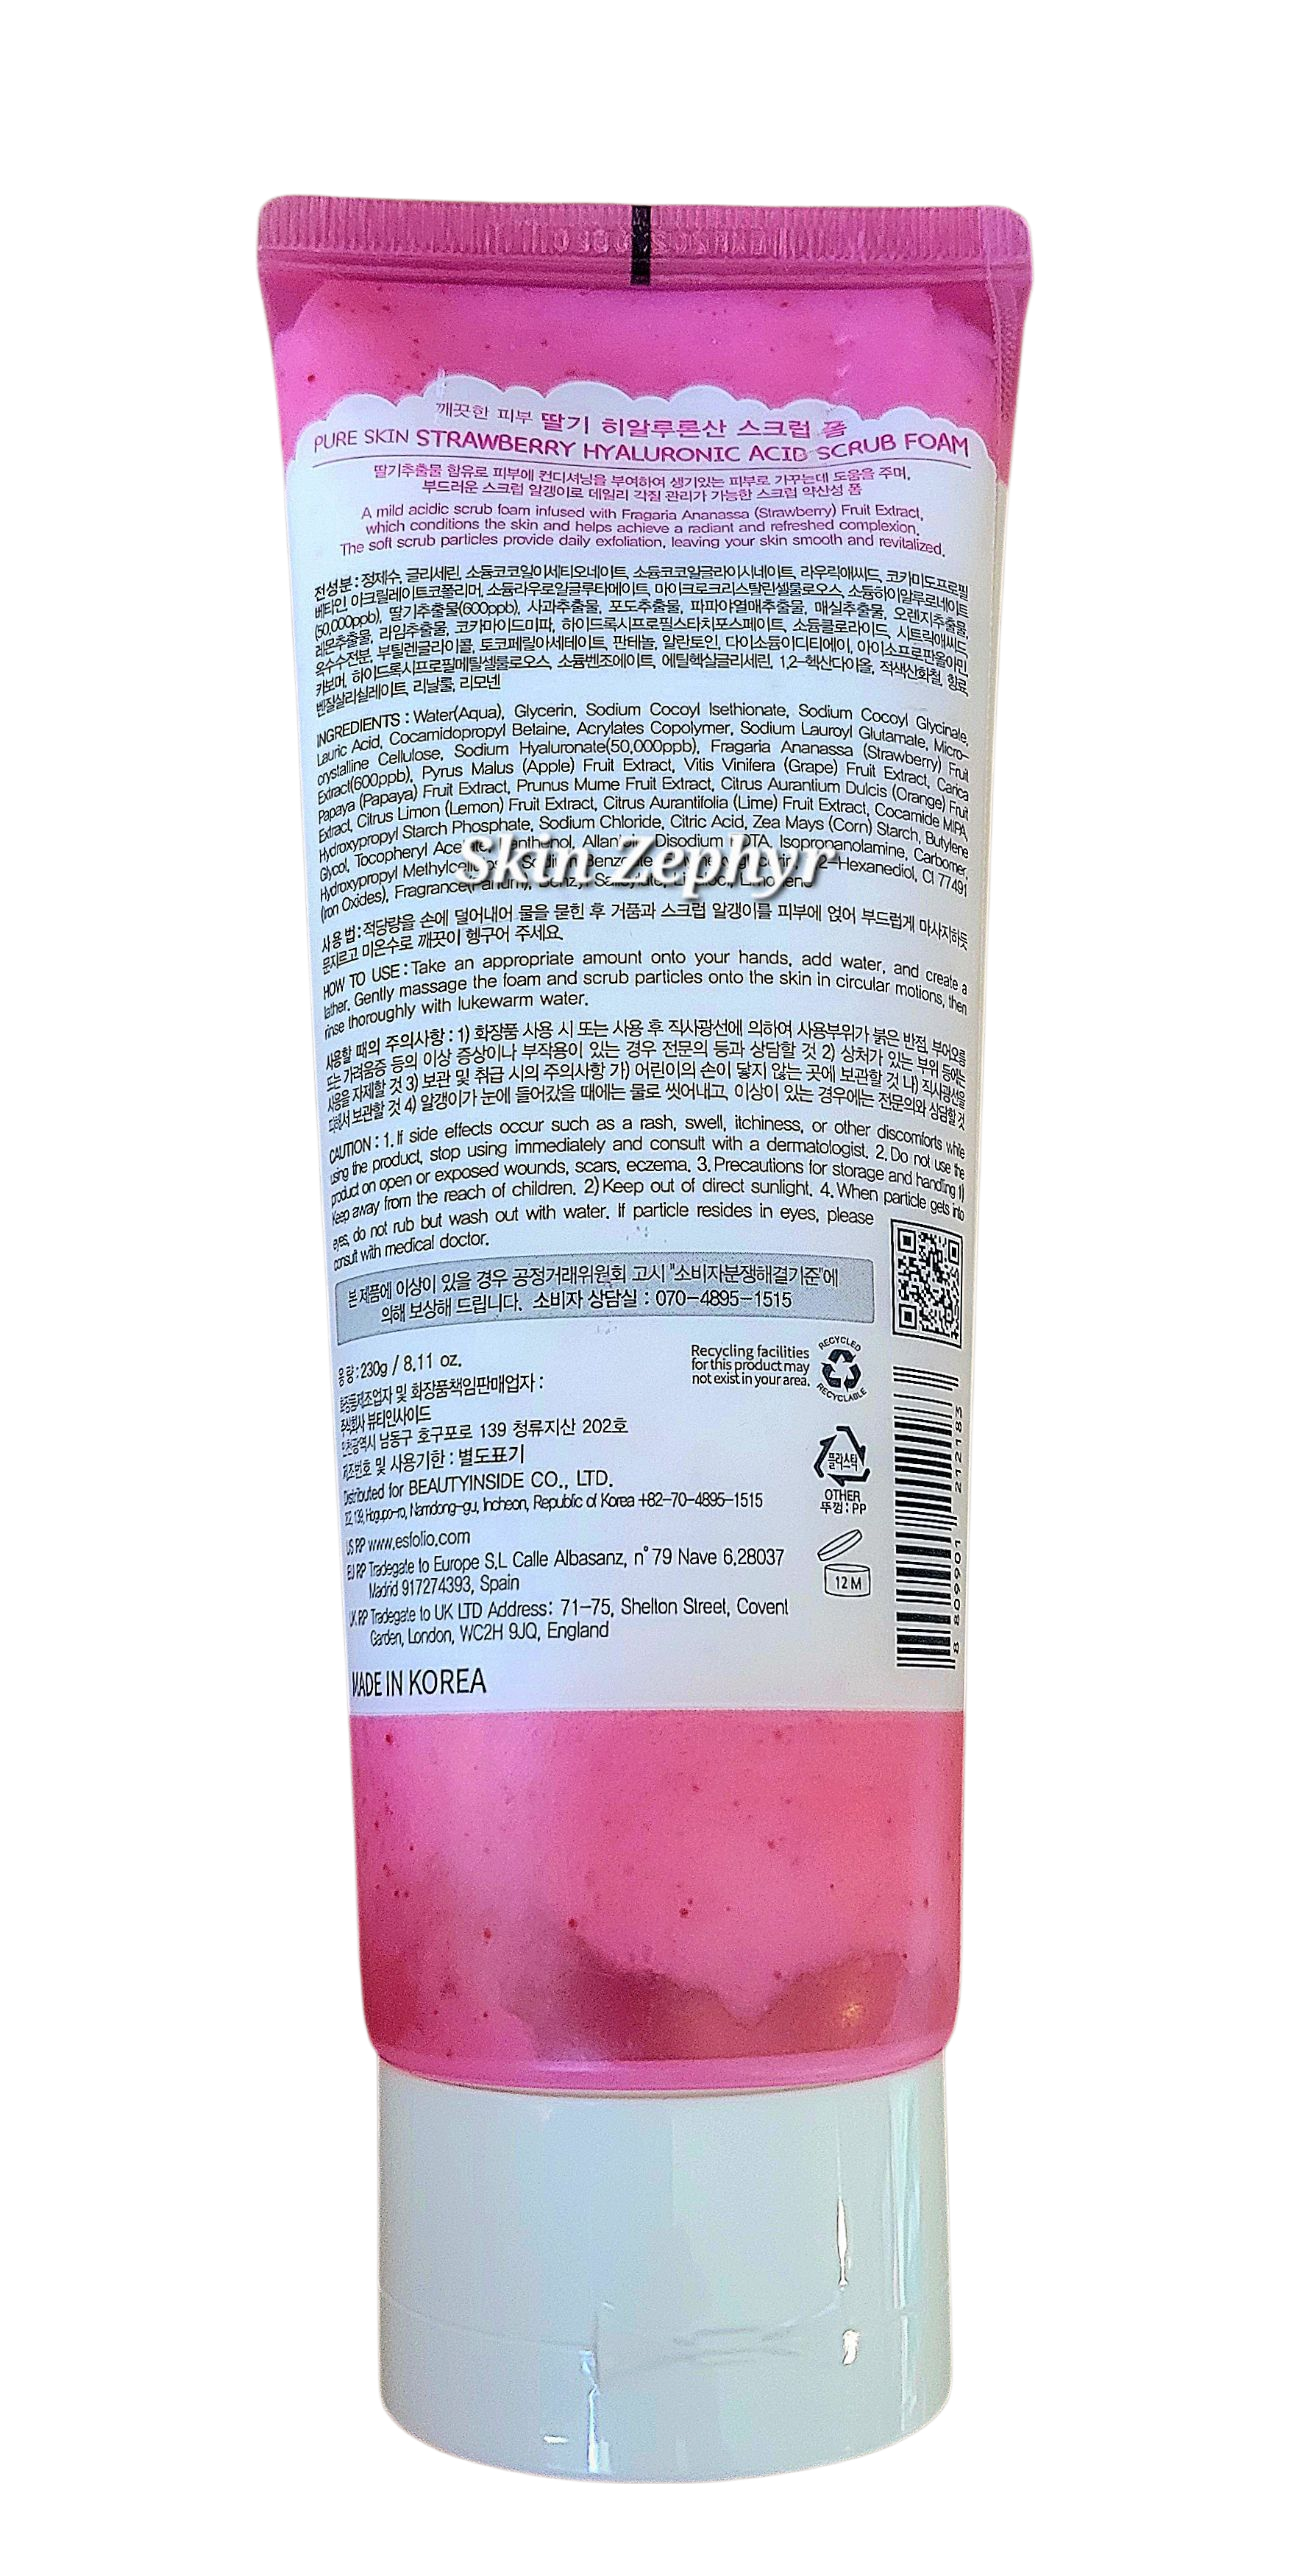 깨끗한 피부 딸기 히알루론산 스크럽 폼
PURE SKIN STRAWBERRY HYALURONIC ACID SCRUB FOAM
딸기추출물 함유로 피부에 컨디셔닝을 부여하여 생기있는 피부로 가꾸는데 도움을 주며,
부드러운 스크럽 알갱이로 데일리 각질 관리가 가능한 스크럽 약산성 폼
A mild acidic scrub foam infused with Fragaria Ananassa (Strawberry) Fruit Extract,
which conditions the skin and helps achieve a radiant and refreshed complexion.
The soft scrub particles provide daily exfoliation, leaving your skin smooth and revitalized.
전성분 : 정제수, 글리세린, 소듐코코일이세티오네이트, 소듐코코일글라이시네이트, 라우릭애씨드, 코카미도프로필
베타인, 아크릴레이트코폴리머, 소듐라우로일글루타메이트, 마이크로크리스탈린셀룰로오스, 소듐하이알루로네이트
(50,000ppb), 딸기추출물(600ppb), 사과추출물, 포도추출물, 파파야열매추출물, 매실추출물, 오렌지추출물,
레몬추출물, 라임추출물, 코카마이드미파, 하이드록시프로필스타치포스페이트, 소듐클로라이드, 시트릭애씨드,
옥수수전분, 부틸렌글라이콜, 토코페릴아세테이트, 판테놀, 알란토인, 다이소듐이디티에이, 아이소프로판올아민,
카보머, 하이드록시프로필메틸셀룰로오스, 소듐벤조에이트, 에틸헥실글리세린, 1,2-헥산다이올, 적색산화철, 향료,
벤질살리실레이트, 리날룰, 리모넨
INGREDIENTS : Water(Aqua), Glycerin, Sodium Cocoyl Isethionate, Sodium Cocoyl Glycinate,
Lauric Acid, Cocamidopropyl Betaine, Acrylates Copolymer, Sodium Lauroyl Glutamate, Micro-
crystalline Cellulose, Sodium Hyaluronate(50,000ppb), Fragaria Ananassa (Strawberry) Fruit
Extract(600ppb), Pyrus Malus (Apple) Fruit Extract, Vitis Vinifera (Grape) Fruit Extract, Carica
Papaya (Papaya) Fruit Extract, Prunus Mume Fruit Extract, Citrus Aurantium Dulcis (Orange) Fruit
Extract, Citrus Limon (Lemon) Fruit Extract, Citrus Aurantifolia (Lime) Fruit Extract, Cocamide MIPA,
Hydroxypropyl Starch Phosphate, Sodium Chloride, Citric Acid, Zea Mays (Corn) Starch, Butylene
Glycol, Tocopheryl Panthenol, Allantoin, Disodium EDTA, Isopropanolamine, Carbomer,
Skin Zephyr
Hydroxypropyl Sodium 1,2-Hexanediol, CI 77491
(Iron Oxides), Fragrance(Parfum), Benzyl Salicylate, Linalool, Limonene
사용법 : 적당량을 손에 덜어내어 물을 묻힌 후 거품과 스크럽 알갱이를 피부에 얹어 부드럽게 마사지하듯
문지르고 미온수로 깨끗이 헹구어 주세요.
HOW TO USE : Take an appropriate amount onto your hands, add water, and create a
lather. Gently massage the foam and scrub particles onto the skin in circular motions, then
rinse thoroughly with lukewarm water.
사용할 때의 주의사항 : 1) 화장품 사용 시 또는 사용 후 직사광선에 의하여 사용부위가 붉은 반점, 부어오름
또는 가려움증 등의 이상 증상이나 부작용이 있는 경우 전문의 등과 상담할 것 2) 상처가 있는 부위 등에는
사용을 자제할 것 3) 보관 및 취급 시의 주의사항 가) 어린이의 손이 닿지 않는 곳에 보관할 것 나) 직사광선을
피해서 보관할 것 4) 알갱이가 눈에 들어갔을 때에는 물로 씻어내고, 이상이 있는 경우에는 전문의와 상담할 것
CAUTION : 1. If side effects occur such as a rash, swell, itchiness, or other discomforts while
using the product, stop using immediately and consult with a dermatologist. 2. Do not use the
product on open or exposed wounds, scars, eczema. 3. Precautions for storage and handling 1)
Keep away from the reach of children. 2) Keep out of direct sunlight. 4. When particle gets into
eyes, do not rub but wash out with water. If particle resides in eyes, please
consult with medical doctor.
본 제품에 이상이 있을 경우 공정거래위원회 고시 "소비자분쟁해결기준"에
의해 보상해 드립니다. 소비자 상담실 : 070-4895-1515
용량 : 230g / 8.11 oz.
화장품제조업자 및 화장품책임판매업자 :
주식회사 뷰티인사이드
인천광역시 남동구 호구포로 139 청류지산 202호
제조번호 및 사용기한 : 별도표기
Distributed for BEAUTYINSIDE CO., LTD.
202, 139, Hogupo-ro, Namdong-gu, Incheon, Republic of Korea +82-70-4895-1515
US RP www.esfolio.com
EU RP Tradegate to Europe S.L Calle Albasanz, n° 79 Nave 6.28037
Madrid 917274393, Spain
UK RP Tradegate to UK LTD Address: 71-75, Shelton Street, Covent
Garden, London, WC2H 9JQ, England
MADE IN KOREA
Recycling facilities
for this product may
not exist in your area.
RECYCLED
RECYCLABLE
플라스틱
OTHER
뚜껑 : PP
12 M
8 809901 212183